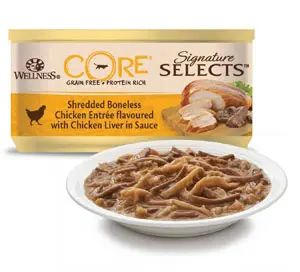 WELLNESS
CORE
GRAIN FREE • PROTEIN RICH
Signature
SELECTS™
Shredded Boneless
Chicken Entrée flavoured
with Chicken Liver in Sauce